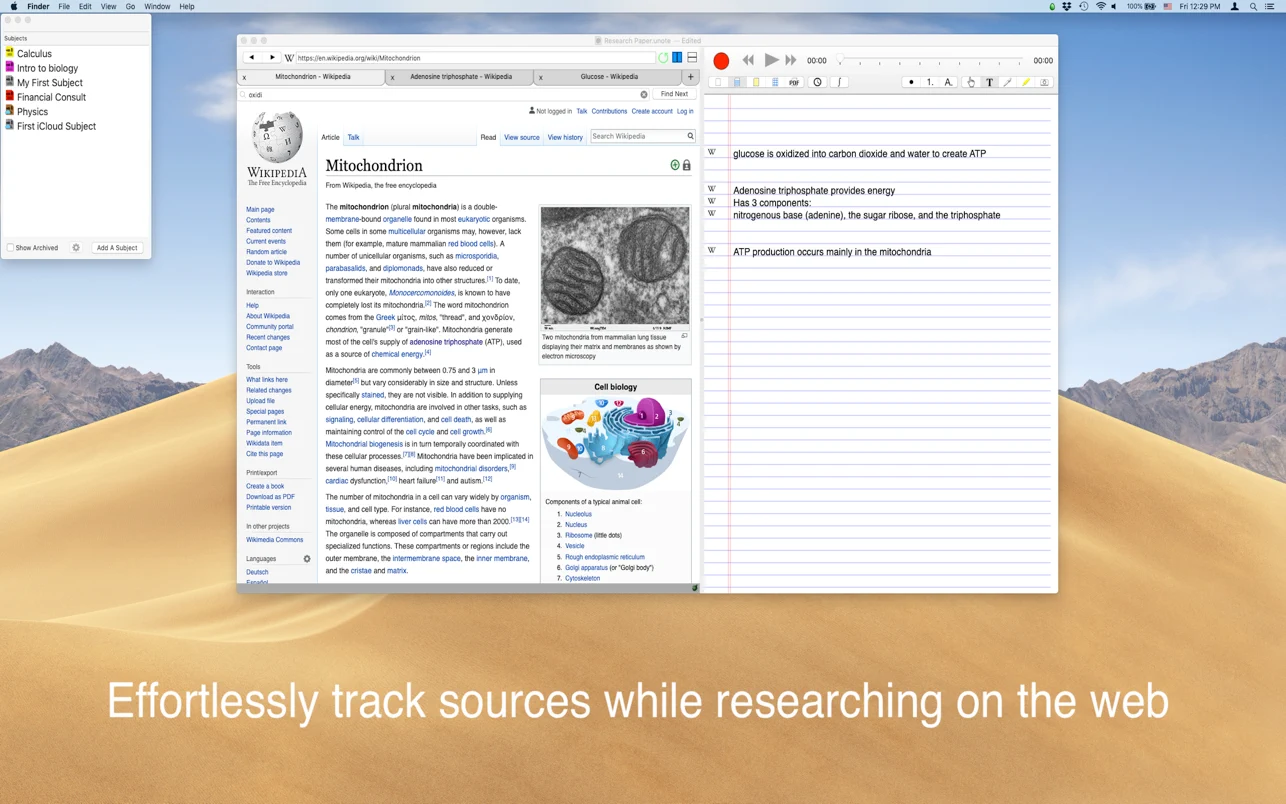 Finder File Edit View Go Window Help
100% Fri 12:29 PM
Subjects
Calculus
Intro to biology
My First Subject
Financial Consult
Physics
First iCloud Subject
Show Archived
Add A Subject
Research Paper.unote — Edited
W https://en.wikipedia.org/wiki/Mitochondrion
x Mitochondrion - Wikipedia
x Adenosine triphosphate - Wikipedia
x Glucose - Wikipedia
+
oxidi
Find Next
WIKIPEDIA
The Free Encyclopedia
Main page
Contents
Featured content
Current events
Random article
Donate to Wikipedia
Wikipedia store
Interaction
Help
About Wikipedia
Community portal
Recent changes
Contact page
Tools
What links here
Related changes
Upload file
Special pages
Permanent link
Page information
Wikidata item
Cite this page
Print/export
Create a book
Download as PDF
Printable version
In other projects
Wikimedia Commons
Languages
Deutsch
Español
Not logged in Talk Contributions Create account Log in
Article Talk
Read View source View history
Search Wikipedia
Mitochondrion
From Wikipedia, the free encyclopedia
The mitochondrion (plural mitochondria) is a double-
membrane-bound organelle found in most eukaryotic organisms.
Some cells in some multicellular organisms may, however, lack
them (for example, mature mammalian red blood cells). A
number of unicellular organisms, such as microsporidia,
parabasalids, and diplomonads, have also reduced or
transformed their mitochondria into other structures.[1] To date,
only one eukaryote, Monocercomonoides, is known to have
completely lost its mitochondria.[2] The word mitochondrion
comes from the Greek μίτος, mitos, "thread", and χονδρίον,
chondrion, "granule"[3] or "grain-like". Mitochondria generate
most of the cell's supply of adenosine triphosphate (ATP), used
as a source of chemical energy.[4]
Mitochondria are commonly between 0.75 and 3 μm in
diameter[5] but vary considerably in size and structure. Unless
specifically stained, they are not visible. In addition to supplying
cellular energy, mitochondria are involved in other tasks, such as
signaling, cellular differentiation, and cell death, as well as
maintaining control of the cell cycle and cell growth.[6]
Mitochondrial biogenesis is in turn temporally coordinated with
these cellular processes.[7][8] Mitochondria have been implicated in
several human diseases, including mitochondrial disorders,[9]
cardiac dysfunction,[10] heart failure[11] and autism.[12]
The number of mitochondria in a cell can vary widely by organism,
tissue, and cell type. For instance, red blood cells have no
mitochondria, whereas liver cells can have more than 2000.[13][14]
The organelle is composed of compartments that carry out
specialized functions. These compartments or regions include the
outer membrane, the intermembrane space, the inner membrane,
and the cristae and matrix.
Two mitochondria from mammalian lung tissue
displaying their matrix and membranes as shown by
electron microscopy
Cell biology
Components of a typical animal cell:
1. Nucleolus
2. Nucleus
3. Ribosome (little dots)
4. Vesicle
5. Rough endoplasmic reticulum
6. Golgi apparatus (or "Golgi body")
7. Cytoskeleton
00:00
00:00
PDF
1.
A.
T
W glucose is oxidized into carbon dioxide and water to create ATP
W Adenosine triphosphate provides energy
W Has 3 components:
W nitrogenous base (adenine), the sugar ribose, and the triphosphate
W ATP production occurs mainly in the mitochondria
Effortlessly track sources while researching on the web